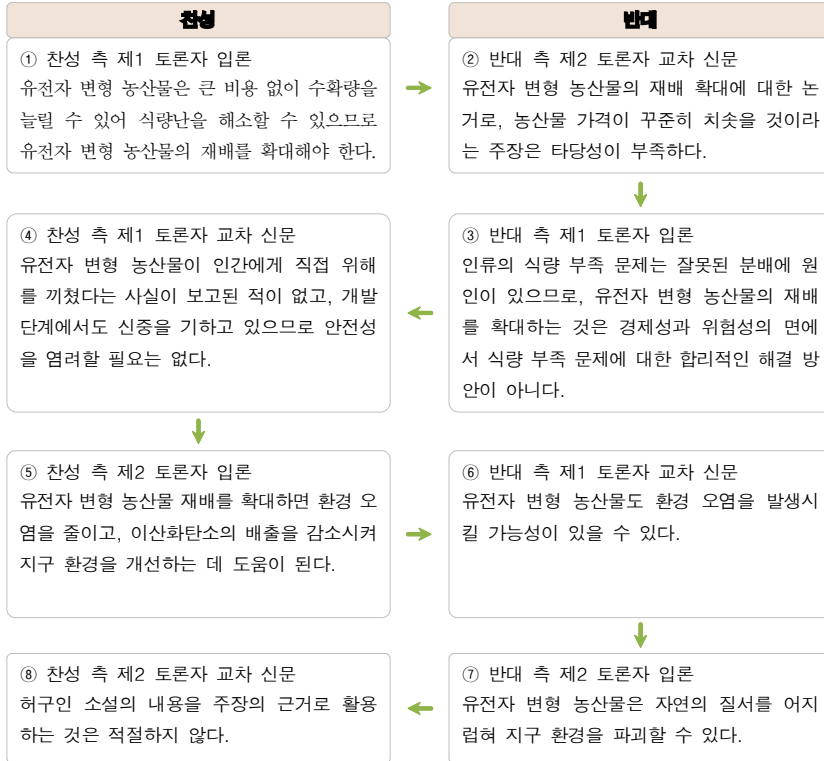 찬성
반대
① 찬성 측 제1 토론자 입론
유전자 변형 농산물은 큰 비용 없이 수확량을
늘릴 수 있어 식량난을 해소할 수 있으므로
유전자 변형 농산물의 재배를 확대해야 한다.
② 반대 측 제2 토론자 교차 신문
유전자 변형 농산물의 재배 확대에 대한 논
거로, 농산물 가격이 꾸준히 치솟을 것이라
는 주장은 타당성이 부족하다.
③ 반대 측 제1 토론자 입론
인류의 식량 부족 문제는 잘못된 분배에 원
인이 있으므로, 유전자 변형 농산물의 재배
를 확대하는 것은 경제성과 위험성의 면에
서 식량 부족 문제에 대한 합리적인 해결 방
안이 아니다.
④ 찬성 측 제1 토론자 교차 신문
유전자 변형 농산물이 인간에게 직접 위해
를 끼쳤다는 사실이 보고된 적이 없고, 개발
단계에서도 신중을 기하고 있으므로 안전성
을 염려할 필요는 없다.
⑤ 찬성 측 제2 토론자 입론
유전자 변형 농산물 재배를 확대하면 환경 오
염을 줄이고, 이산화탄소의 배출을 감소시켜
지구 환경을 개선하는 데 도움이 된다.
⑥ 반대 측 제1 토론자 교차 신문
유전자 변형 농산물도 환경 오염을 발생시
킬 가능성이 있을 수 있다.
⑦ 반대 측 제2 토론자 입론
유전자 변형 농산물은 자연의 질서를 어지
럽혀 지구 환경을 파괴할 수 있다.
⑧ 찬성 측 제2 토론자 교차 신문
허구인 소설의 내용을 주장의 근거로 활용
하는 것은 적절하지 않다.